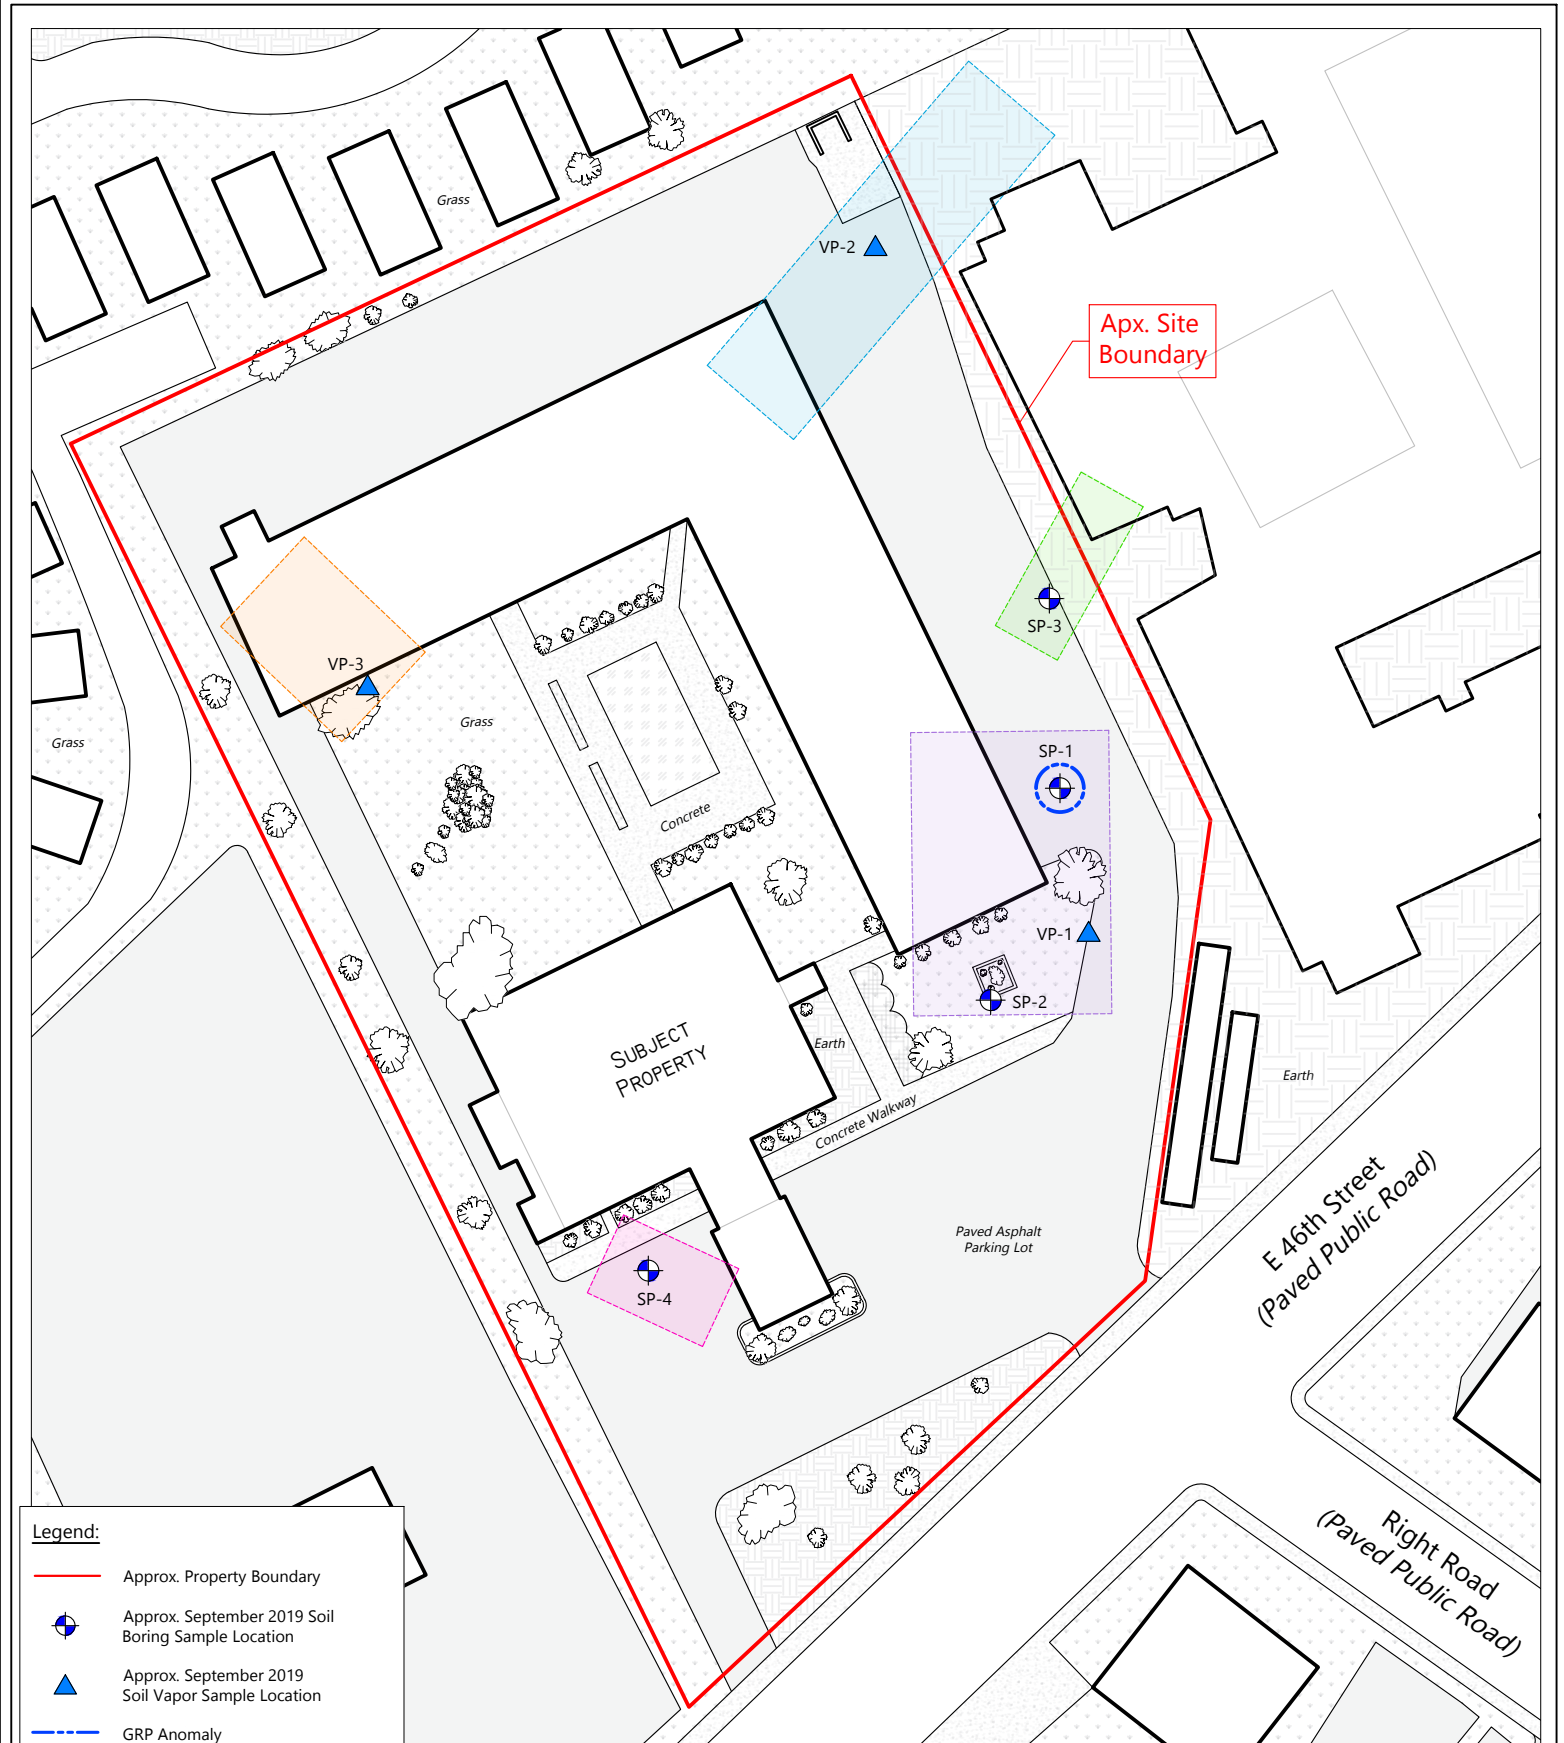 Grass
VP-2
Apx. Site
Boundary
SP-3
VP-3
Grass
Grass
SP-1
Concrete
VP-1
SP-2
SUBJECT
PROPERTY
Earth
Earth
Concrete Walkway
Paved Asphalt
Parking Lot
E 46th Street
(Paved Public Road)
SP-4
Right Road
(Paved Public Road)
Legend:
Approx. Property Boundary
Approx. September 2019 Soil
Boring Sample Location
Approx. September 2019
Soil Vapor Sample Location
GRP Anomaly